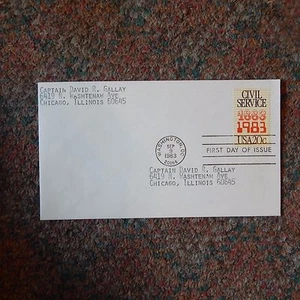 CAPTAIN DAVID R. GALLAY
6419 N. WASHTENAW AVE
CHICAGO, ILLINOIS 60645
CIVIL
SERVICE
1883
1983
USA 20c
WASHINGTON, DC
SEP
9
1983
20066
FIRST DAY OF ISSUE
CAPTAIN DAVID R. GALLAY
6419 N. WASHTENAW AVE
CHICAGO, ILLINOIS 60645